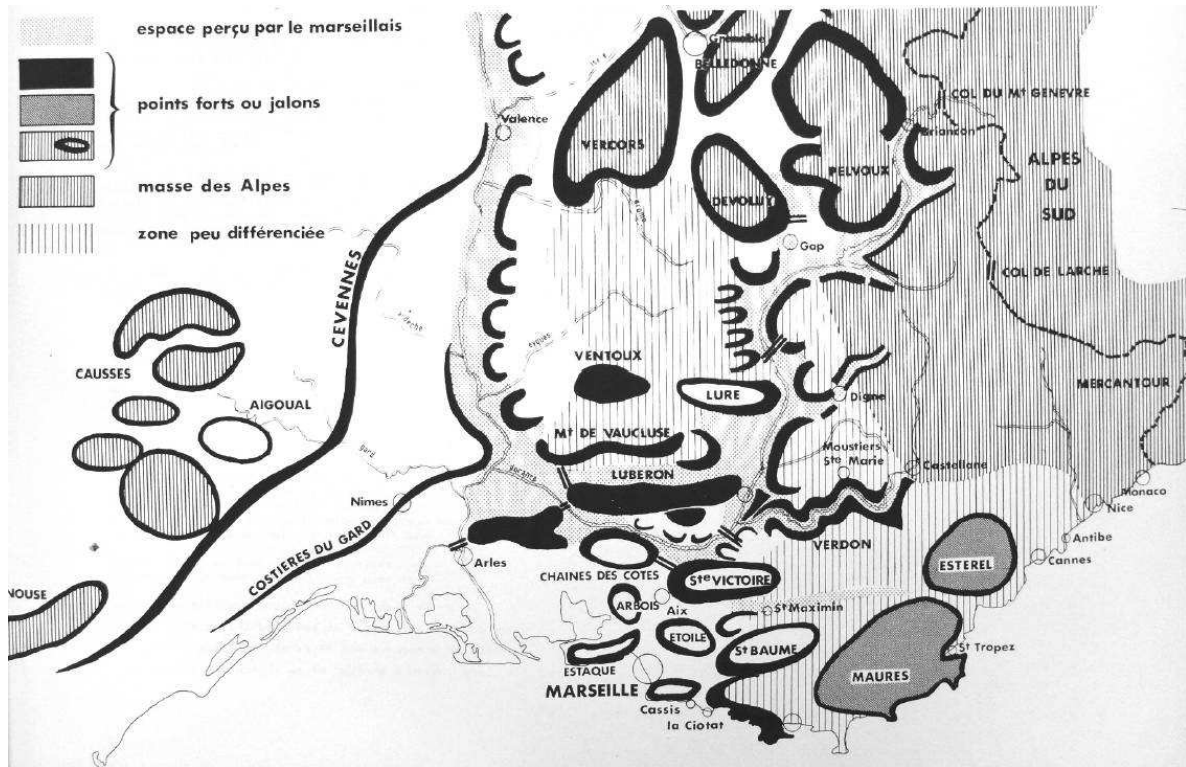 espace perçu par le marseillais
points forts ou jalons
masse des Alpes
zone peu différenciée
Grenoble
BELLEDONNE
COL DU Mt GENEVRE
Valence
Briançon
VERCORS
ALPES
DU
SUD
PELVOUX
DEVOLUY
Gap
COL DE LARCHE
CEVENNES
VENTOUX
CAUSSES
LURE
MERCANTOUR
Digne
AIGOUAL
Mt DE VAUCLUSE
Moustiers
Ste Marie
Castellane
LUBERON
gard
durance
Monaco
Nimes
Nice
COSTIERES DU GARD
VERDON
Antibe
Arles
ESTEREL
Cannes
CHAINES DES COTES
Ste VICTOIRE
NOUSE
ARBOIS
Aix
St Maximin
ETOILE
St BAUME
St Tropez
ESTAQUE
MAURES
MARSEILLE
Cassis
la Ciotat